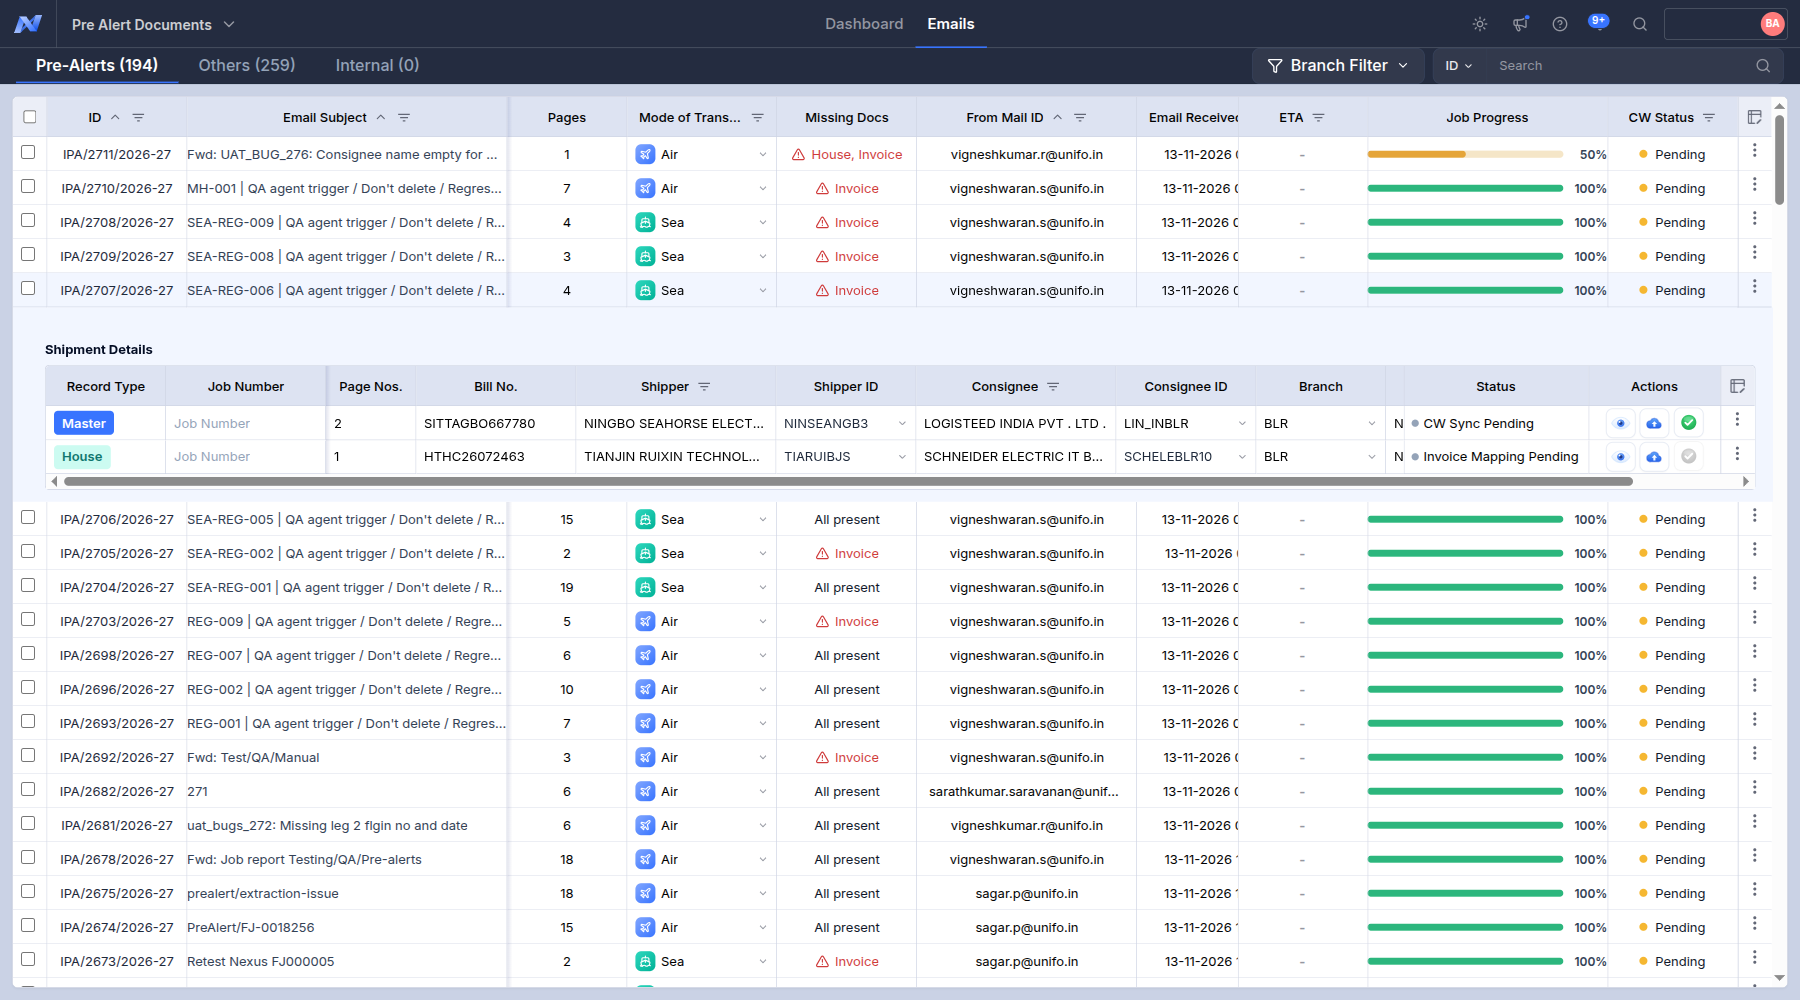 Pre Alert Documents
Dashboard
Emails
9+
BA
Pre-Alerts (194)
Others (259)
Internal (0)
Branch Filter
ID
Search
ID Email Subject Pages Mode of Trans... Missing Docs From Mail ID Email Received ETA Job Progress CW Status
IPA/2711/2026-27 Fwd: UAT_BUG_276: Consignee name empty for ... 1 Air House, Invoice vigneshkumar.r@unifo.in 13-11-2026 - 50% Pending
IPA/2710/2026-27 MH-001 | QA agent trigger / Don't delete / Regres... 7 Air Invoice vigneshwaran.s@unifo.in 13-11-2026 - 100% Pending
IPA/2708/2026-27 SEA-REG-009 | QA agent trigger / Don't delete / R... 4 Sea Invoice vigneshwaran.s@unifo.in 13-11-2026 - 100% Pending
IPA/2709/2026-27 SEA-REG-008 | QA agent trigger / Don't delete / R... 3 Sea Invoice vigneshwaran.s@unifo.in 13-11-2026 - 100% Pending
IPA/2707/2026-27 SEA-REG-006 | QA agent trigger / Don't delete / R... 4 Sea Invoice vigneshwaran.s@unifo.in 13-11-2026 - 100% Pending
Shipment Details
Record Type Job Number Page Nos. Bill No. Shipper Shipper ID Consignee Consignee ID Branch Status Actions
Master Job Number 2 SITTAGBO667780 NINGBO SEAHORSE ELECT... NINSEANGB3 LOGISTEED INDIA PVT . LTD . LIN_INBLR BLR N CW Sync Pending
House Job Number 1 HTHC26072463 TIANJIN RUIXIN TECHNOL... TIARUIBJS SCHNEIDER ELECTRIC IT B... SCHELEBLR10 BLR N Invoice Mapping Pending
IPA/2706/2026-27 SEA-REG-005 | QA agent trigger / Don't delete / R... 15 Sea All present vigneshwaran.s@unifo.in 13-11-2026 - 100% Pending
IPA/2705/2026-27 SEA-REG-002 | QA agent trigger / Don't delete / R... 2 Sea Invoice vigneshwaran.s@unifo.in 13-11-2026 - 100% Pending
IPA/2704/2026-27 SEA-REG-001 | QA agent trigger / Don't delete / R... 19 Sea All present vigneshwaran.s@unifo.in 13-11-2026 - 100% Pending
IPA/2703/2026-27 REG-009 | QA agent trigger / Don't delete / Regre... 5 Air Invoice vigneshwaran.s@unifo.in 13-11-2026 - 100% Pending
IPA/2698/2026-27 REG-007 | QA agent trigger / Don't delete / Regre... 6 Air All present vigneshwaran.s@unifo.in 13-11-2026 - 100% Pending
IPA/2696/2026-27 REG-002 | QA agent trigger / Don't delete / Regre... 10 Air All present vigneshwaran.s@unifo.in 13-11-2026 - 100% Pending
IPA/2693/2026-27 REG-001 | QA agent trigger / Don't delete / Regres... 7 Air All present vigneshwaran.s@unifo.in 13-11-2026 - 100% Pending
IPA/2692/2026-27 Fwd: Test/QA/Manual 3 Air Invoice vigneshwaran.s@unifo.in 13-11-2026 - 100% Pending
IPA/2682/2026-27 271 6 Air All present sarathkumar.saravanan@unif... 13-11-2026 - 100% Pending
IPA/2681/2026-27 uat_bugs_272: Missing leg 2 flgin no and date 6 Air All present vigneshkumar.r@unifo.in 13-11-2026 - 100% Pending
IPA/2678/2026-27 Fwd: Job report Testing/QA/Pre-alerts 18 Air All present vigneshwaran.s@unifo.in 13-11-2026 - 100% Pending
IPA/2675/2026-27 prealert/extraction-issue 18 Air All present sagar.p@unifo.in 13-11-2026 - 100% Pending
IPA/2674/2026-27 PreAlert/FJ-0018256 15 Air All present sagar.p@unifo.in 13-11-2026 - 100% Pending
IPA/2673/2026-27 Retest Nexus FJ000005 2 Sea Invoice sagar.p@unifo.in 13-11-2026 - 100% Pending